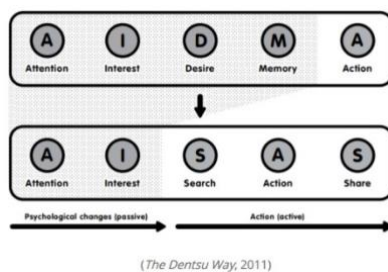 A I D M A
Attention Interest Desire Memory Action
A I S A S
Attention Interest Search Action Share
Psychological changes (passive) Action (active)
(The Dentsu Way, 2011)